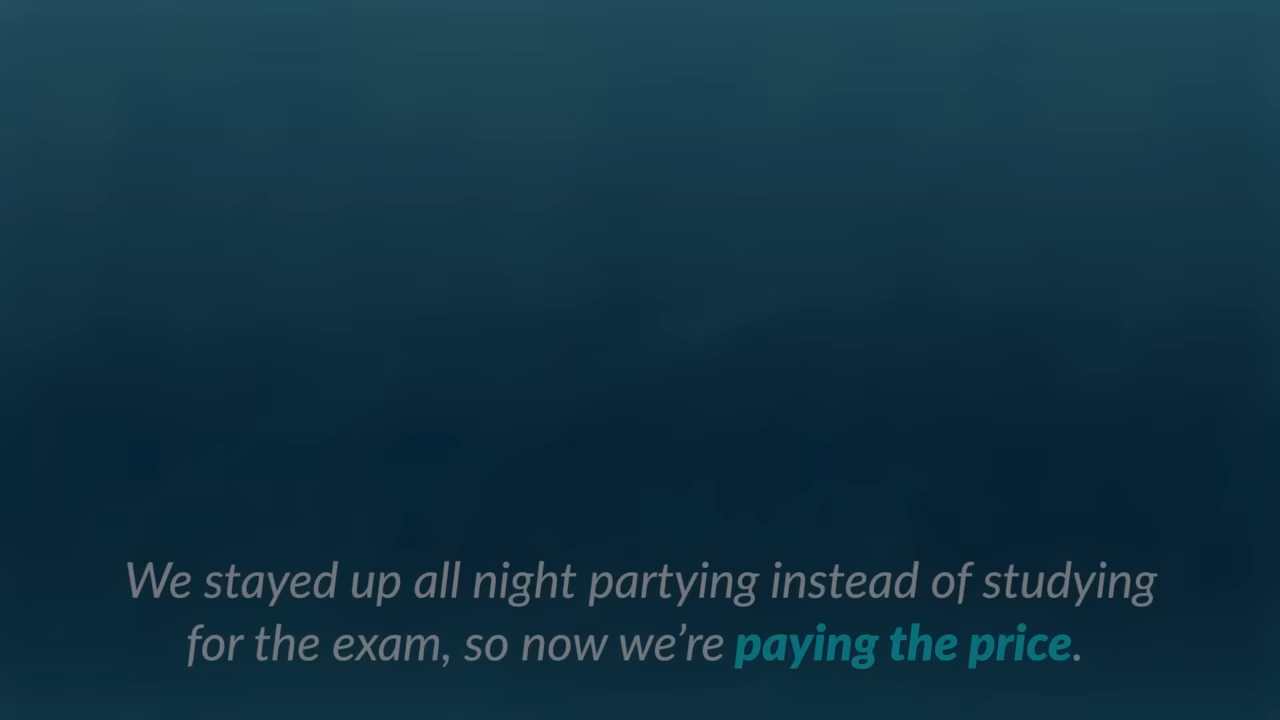 We stayed up all night partying instead of studying
for the exam, so now we’re paying the price.